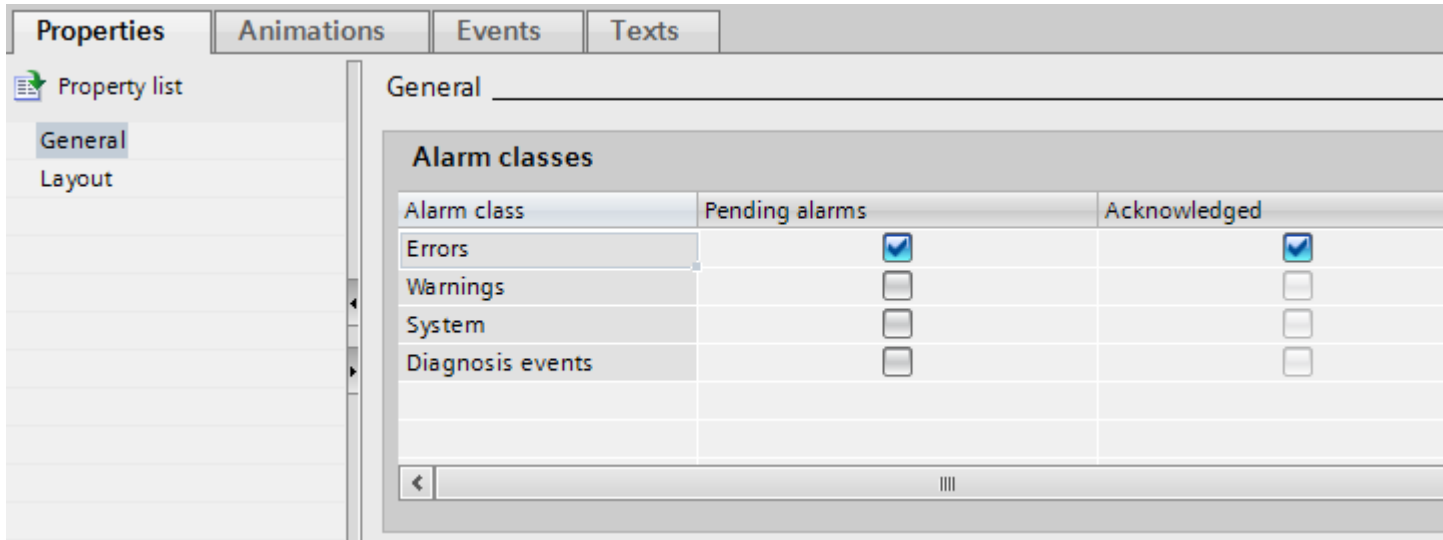 Properties Animations Events Texts
Property list
General
Layout
General
Alarm classes
Alarm class Pending alarms Acknowledged
Errors
Warnings
System
Diagnosis events